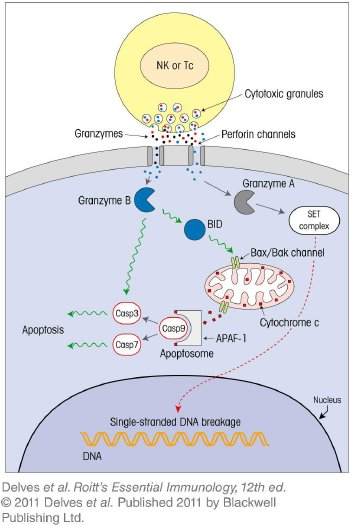 NK or Tc
Cytotoxic granules
Granzymes
Perforin channels
Granzyme A
Granzyme B
SET
complex
BID
Bax/Bak channel
Cytochrome c
Casp3
Casp9
APAF-1
Apoptosis
Casp7
Apoptosome
Nucleus
Single-stranded DNA breakage
DNA
Delves et al. Roitt's Essential Immunology, 12th ed.
© 2011 Delves et al. Published 2011 by Blackwell
Publishing Ltd.